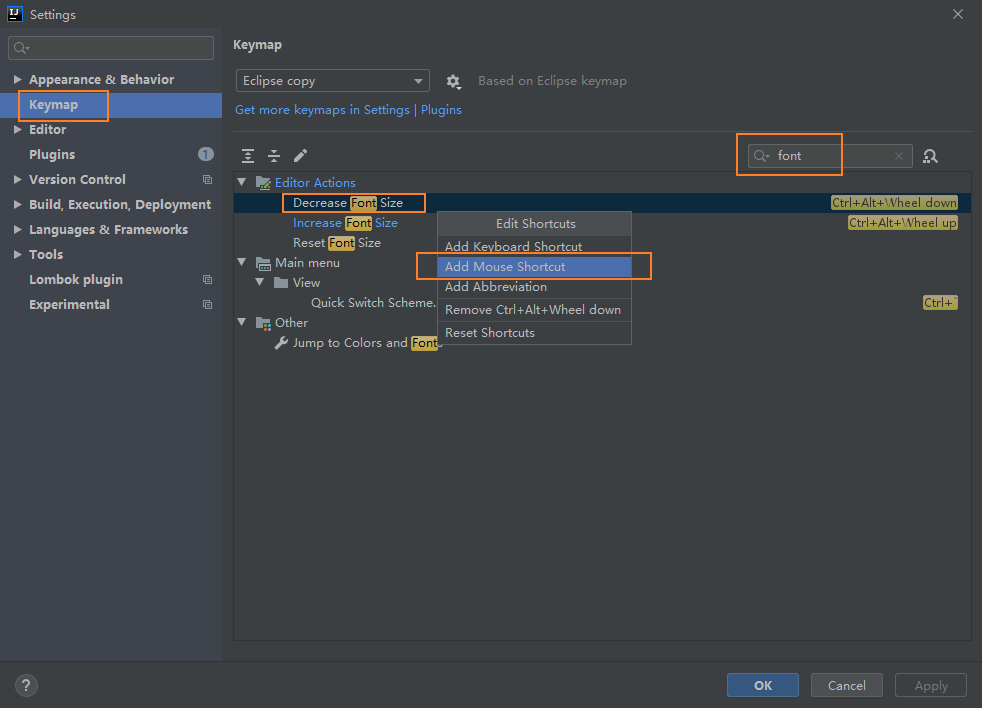 IJ
Settings
Keymap
Appearance & Behavior
Keymap
Editor
Plugins
1
Version Control
Build, Execution, Deployment
Languages & Frameworks
Tools
Lombok plugin
Experimental
Eclipse copy
Based on Eclipse keymap
Get more keymaps in Settings | Plugins
font
Editor Actions
Decrease Font Size
Ctrl+Alt+Wheel down
Increase Font Size
Ctrl+Alt+Wheel up
Reset Font Size
Main menu
View
Quick Switch Scheme.
Ctrl+`
Other
Jump to Colors and Font
Edit Shortcuts
Add Keyboard Shortcut
Add Mouse Shortcut
Add Abbreviation
Remove Ctrl+Alt+Wheel down
Reset Shortcuts
?
OK
Cancel
Apply